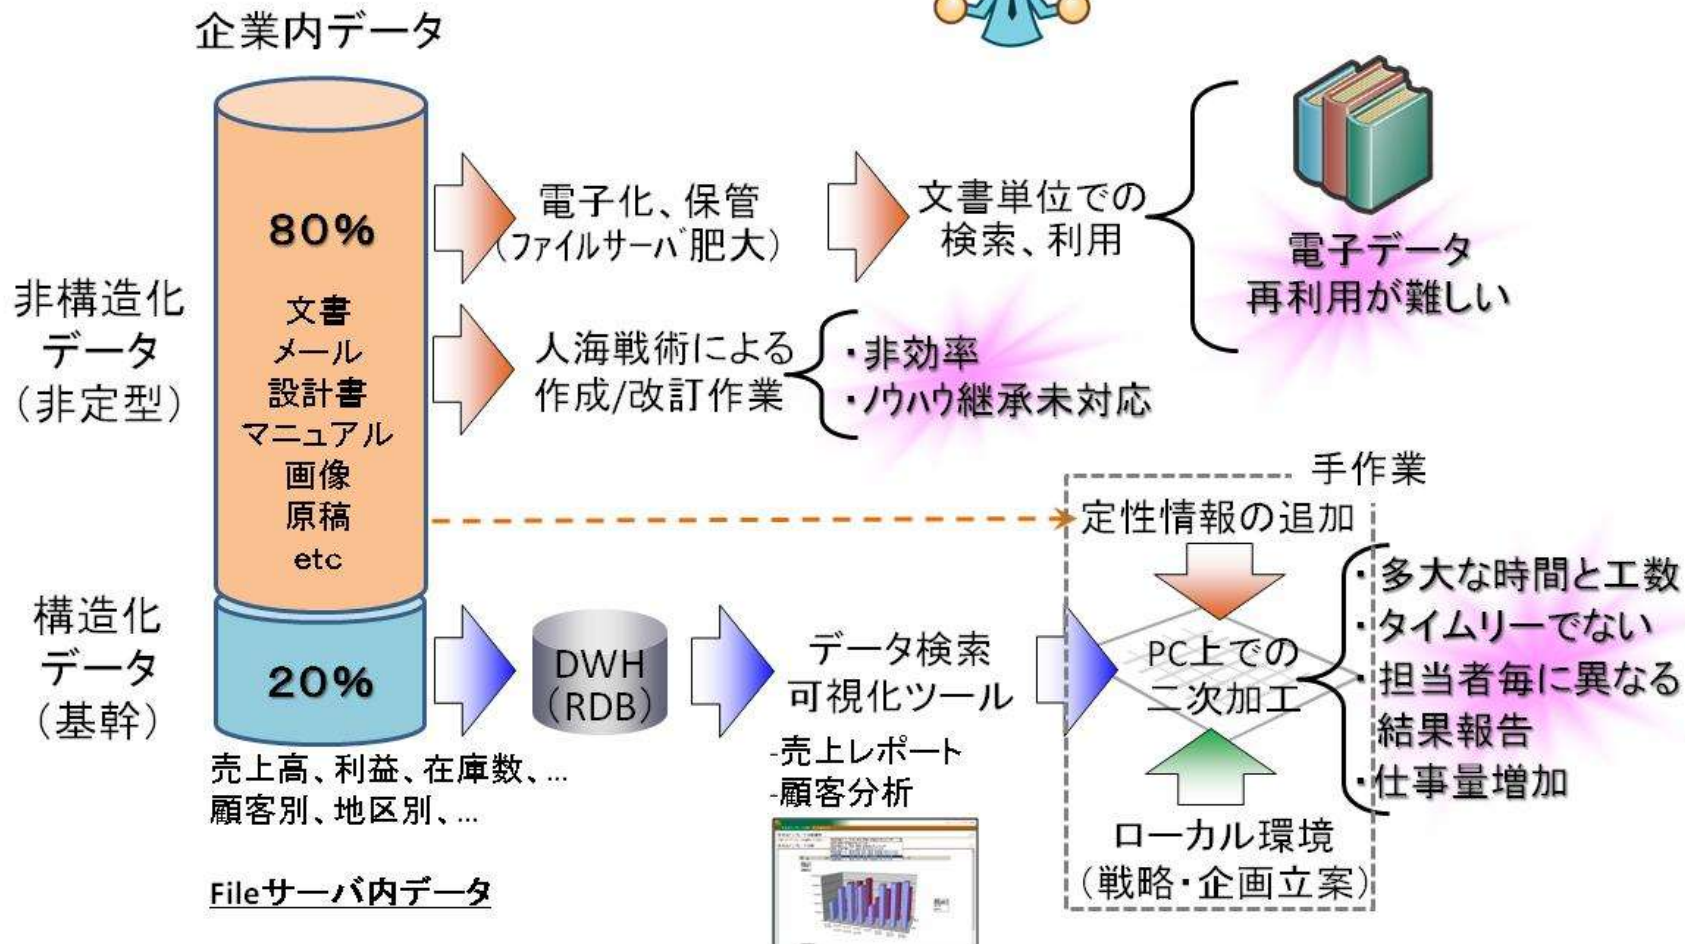 企業内データ
80%
文書
メール
設計書
マニュアル
画像
原稿
etc
非構造化
データ
（非定型）
電子化、保管
（ファイルサーバ肥大）
文書単位での
検索、利用
電子データ
再利用が難しい
人海戦術による
作成/改訂作業
・非効率
・ノウハウ継承未対応
構造化
データ
（基幹）
20%
売上高、利益、在庫数、...
顧客別、地区別、...
Fileサーバ内データ
DWH
（RDB）
データ検索
可視化ツール
-売上レポート
-顧客分析
手作業
定性情報の追加
PC上での
二次加工
ローカル環境
（戦略・企画立案）
・多大な時間と工数
・タイムリーでない
・担当者毎に異なる
結果報告
・仕事量増加